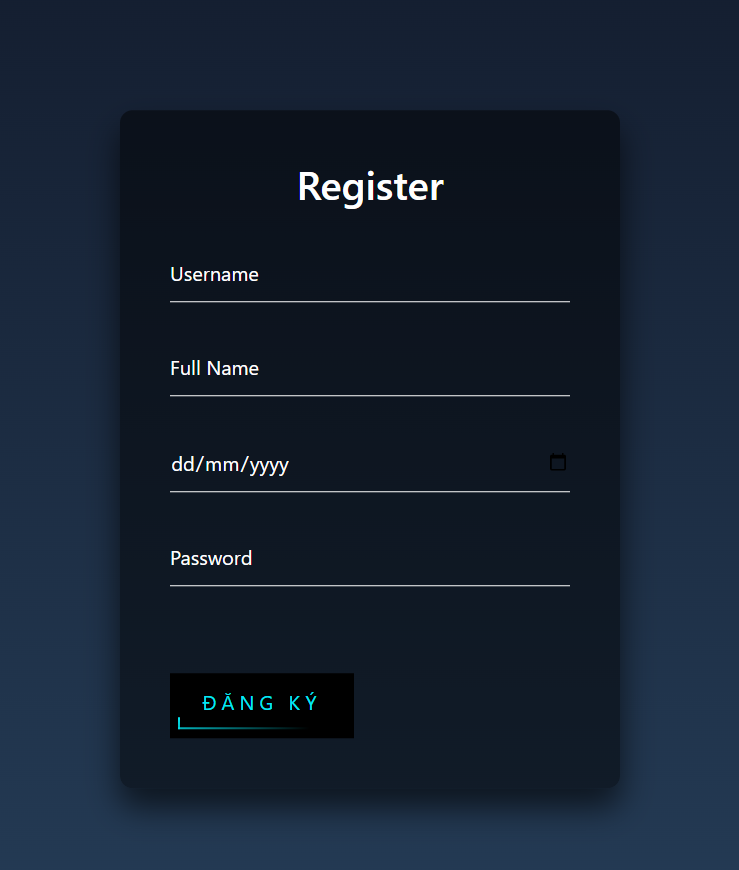 Register
Username
Full Name
dd/mm/yyyy
Password
ĐĂNG KÝ